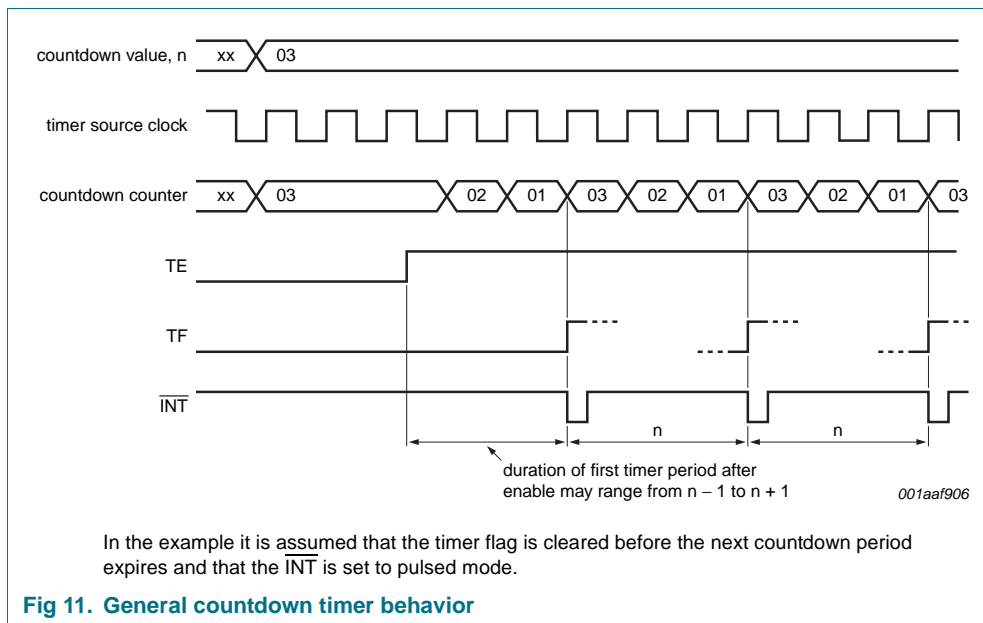 countdown value, n xx 03
timer source clock
countdown counter xx 03 02 01 03 02 01 03 02 01 03
TE
TF
INT
n n
duration of first timer period after
enable may range from n – 1 to n + 1
001aaf906
In the example it is assumed that the timer flag is cleared before the next countdown period
expires and that the INT is set to pulsed mode.
Fig 11. General countdown timer behavior